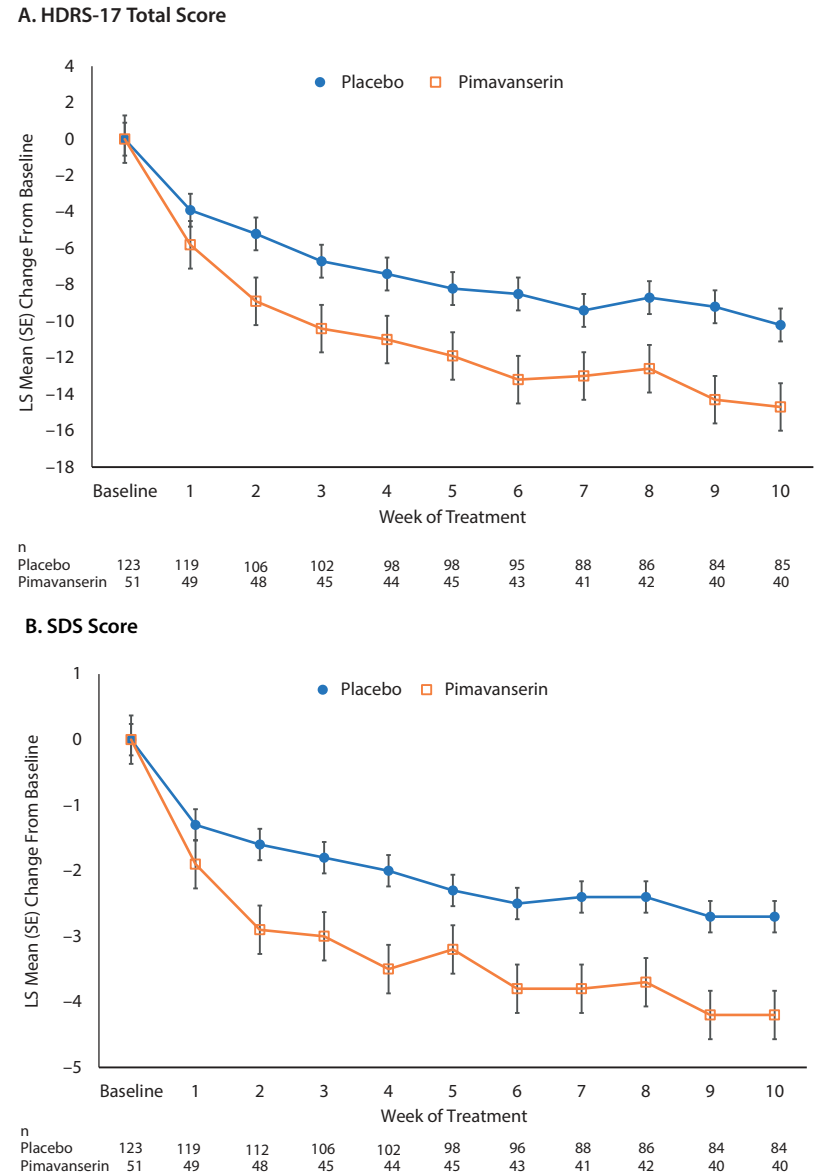 A. HDRS-17 Total Score
4
Placebo Pimavanserin
2
0
–2
–4
–6
–8
–10
–12
–14
–16
–18
LS Mean (SE) Change From Baseline
Baseline 1 2 3 4 5 6 7 8 9 10
Week of Treatment
n
Placebo 123 119 106 102 98 98 95 88 86 84 85
Pimavanserin 51 49 48 45 44 45 43 41 42 40 40
B. SDS Score
1
Placebo Pimavanserin
0
–1
–2
–3
–4
–5
LS Mean (SE) Change From Baseline
Baseline 1 2 3 4 5 6 7 8 9 10
Week of Treatment
n
Placebo 123 119 112 106 102 98 96 88 86 84 84
Pimavanserin 51 49 48 45 44 45 43 41 42 40 40